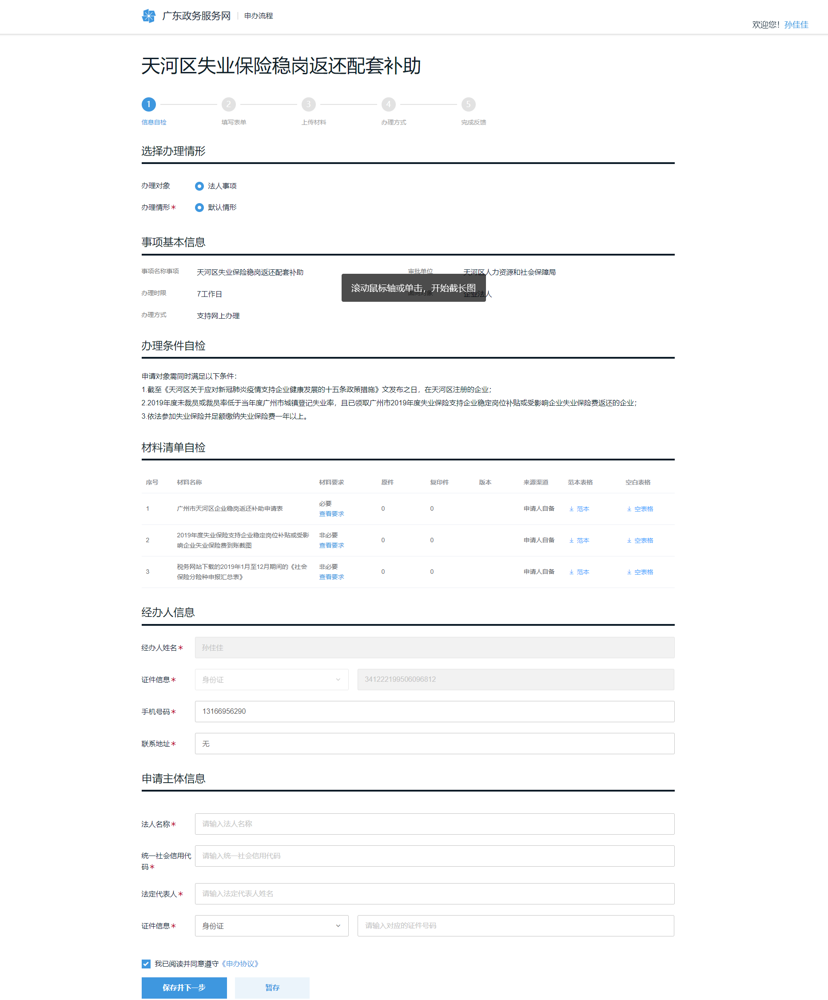 广东政务服务网 申办流程
欢迎您！孙佳佳
天河区失业保险稳岗返还配套补助
1 2 3 4 5
信息自检 填写表单 上传材料 办理方式 完成反馈
选择办理情形
办理对象 法人事项
办理情形* 默认情形
事项基本信息
事项名称事项 天河区失业保险稳岗返还配套补助 审批单位 天河区人力资源和社会保障局
滚动鼠标轴或单击，开始截长图
办理时限 7工作日 面向对象 企业法人
办理方式 支持网上办理
办理条件自检
申请对象需同时满足以下条件：
1.截至《天河区关于应对新冠肺炎疫情支持企业健康发展的十五条政策措施》文发布之日，在天河区注册的企业；
2.2019年度未裁员或裁员率低于当年度广州市城镇登记失业率，且已领取广州市2019年度失业保险支持企业稳定岗位补贴或受影响企业失业保险费返还的企业；
3.依法参加失业保险并足额缴纳失业保险费一年以上。
材料清单自检
序号 材料名称 材料要求 原件 复印件 版本 来源渠道 范本表格 空白表格
1 广州市天河区企业稳岗返还补助申请表 必要 0 0 申请人自备 范本 空表格
查看要求
2 2019年度失业保险支持企业稳定岗位补贴或受影 非必要 0 0 申请人自备 范本 空表格
响企业失业保险费到账截图 查看要求
3 税务网站下载的2019年1月至12月期间的《社会 非必要 0 0 申请人自备 范本 空表格
保险分险种申报汇总表》 查看要求
经办人信息
经办人姓名* 孙佳佳
证件信息* 身份证 341222199506096812
手机号码* 13166956290
联系地址* 无
申请主体信息
法人名称* 请输入法人名称
统一社会信用代 请输入统一社会信用代码
码*
法定代表人* 请输入法定代表人姓名
证件信息* 身份证 请输入对应的证件号码
我已阅读并同意遵守《申办协议》
保存并下一步 暂存